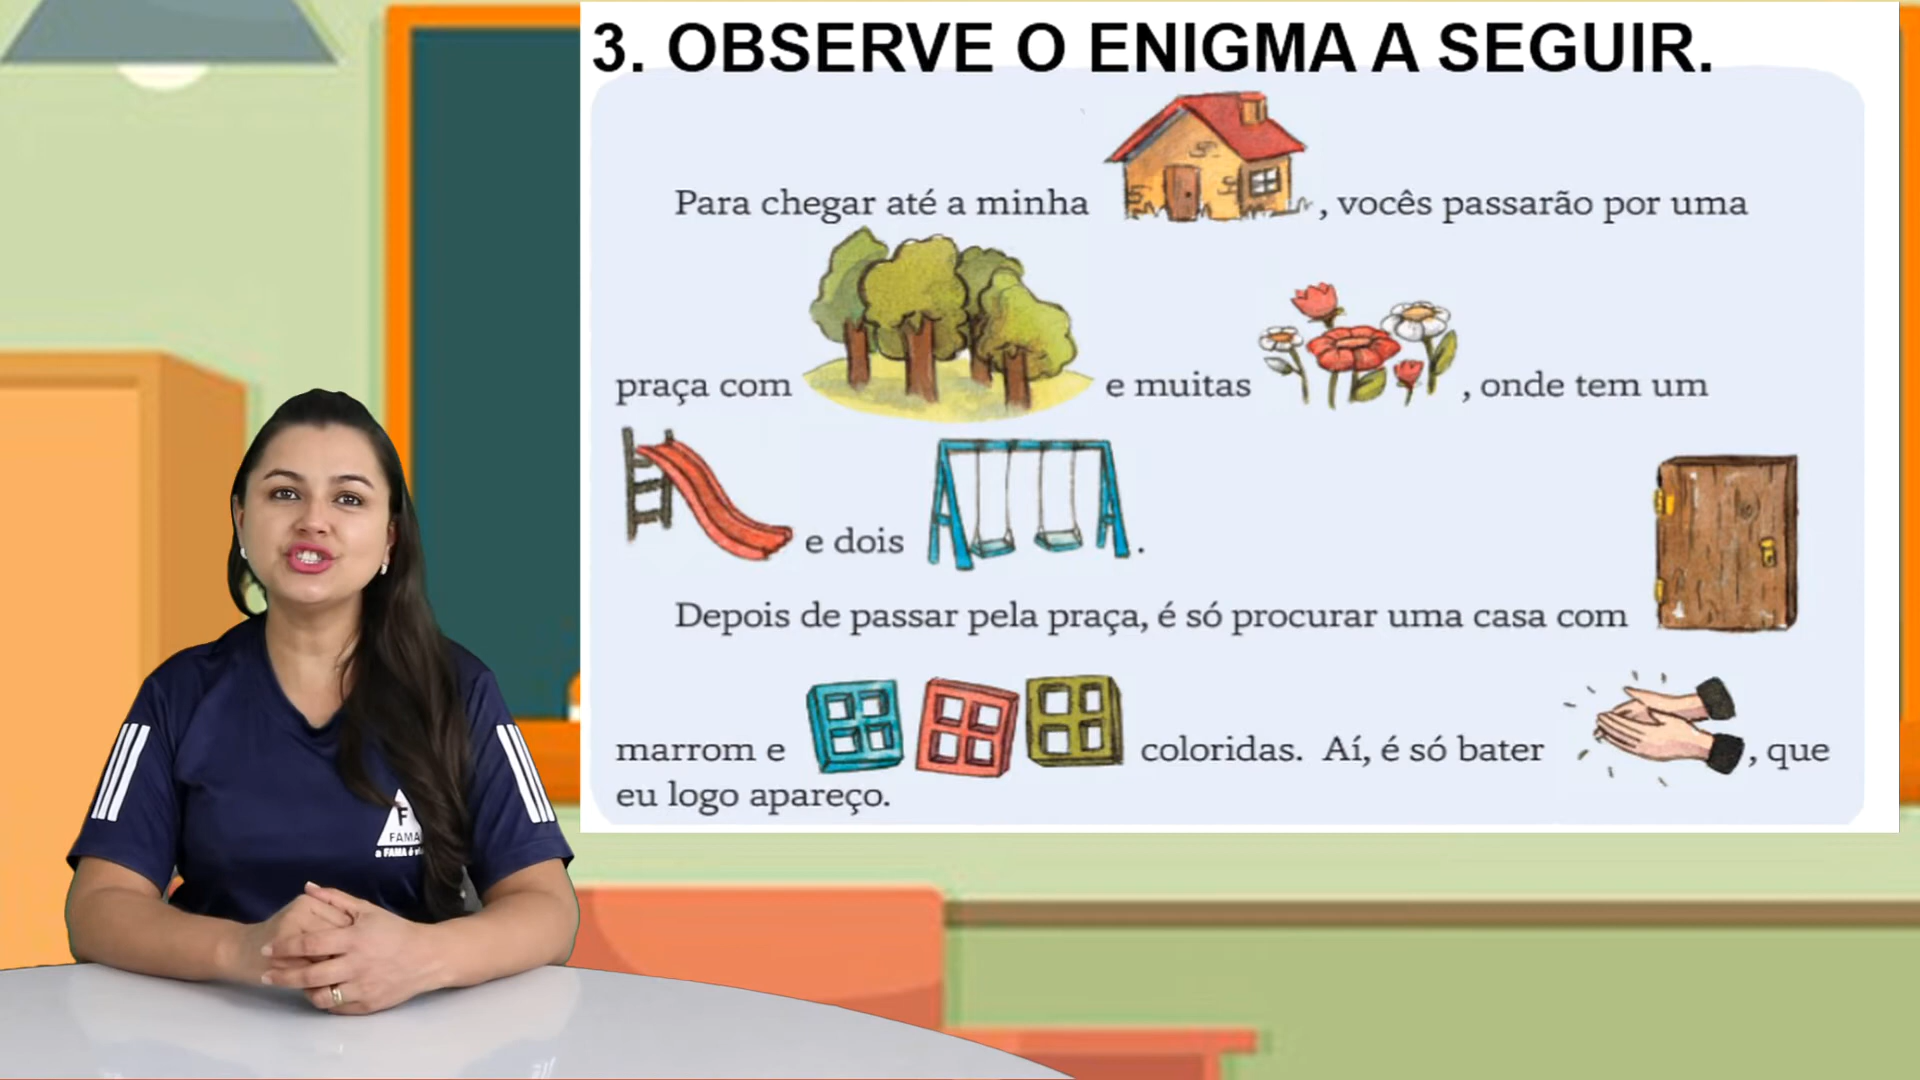 3. OBSERVE O ENIGMA A SEGUIR.
Para chegar até a minha , vocês passarão por uma
praça com e muitas , onde tem um
e dois .
Depois de passar pela praça, é só procurar uma casa com
marrom e coloridas. Aí, é só bater , que
eu logo apareço.
F
FAMA
a FAMA é